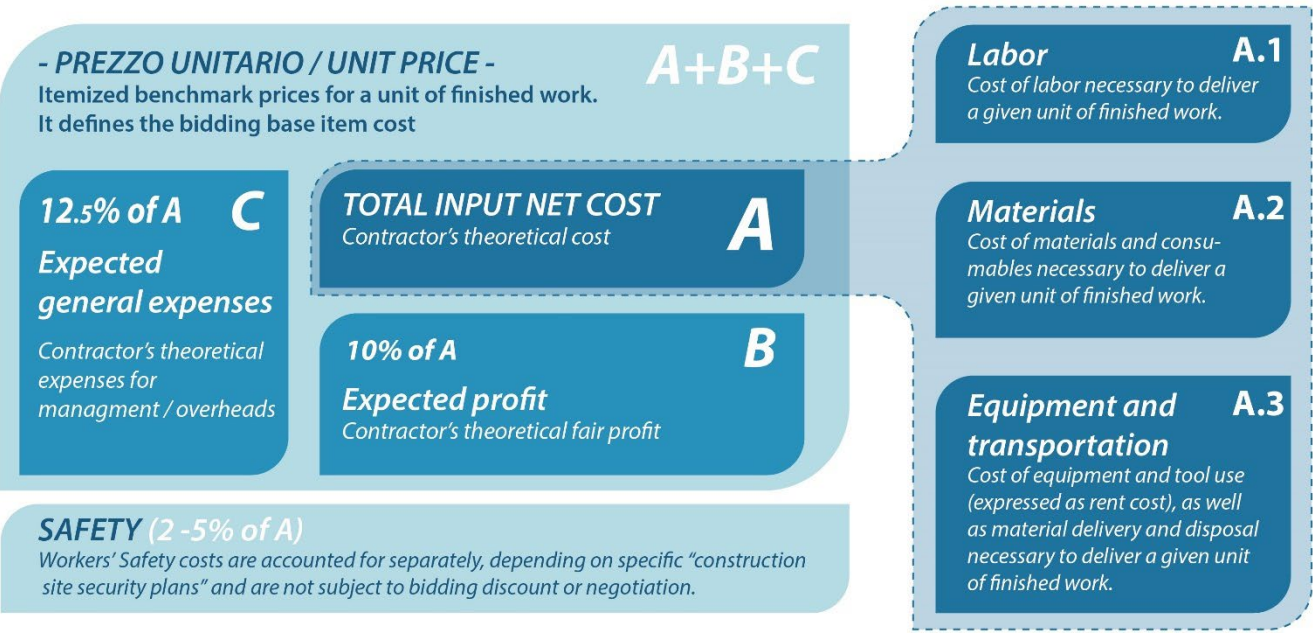 - PREZZO UNITARIO / UNIT PRICE -
A+B+C
Itemized benchmark prices for a unit of finished work.
It defines the bidding base item cost
12.5% of A
C
Expected
general expenses
Contractor's theoretical
expenses for
managment / overheads
TOTAL INPUT NET COST
Contractor's theoretical cost
A
10% of A
B
Expected profit
Contractor's theoretical fair profit
SAFETY (2 -5% of A)
Workers' Safety costs are accounted for separately, depending on specific "construction
site security plans" and are not subject to bidding discount or negotiation.
Labor
A.1
Cost of labor necessary to deliver
a given unit of finished work.
Materials
A.2
Cost of materials and consu-
mables necessary to deliver a
given unit of finished work.
Equipment and
A.3
transportation
Cost of equipment and tool use
(expressed as rent cost), as well
as material delivery and disposal
necessary to deliver a given unit
of finished work.